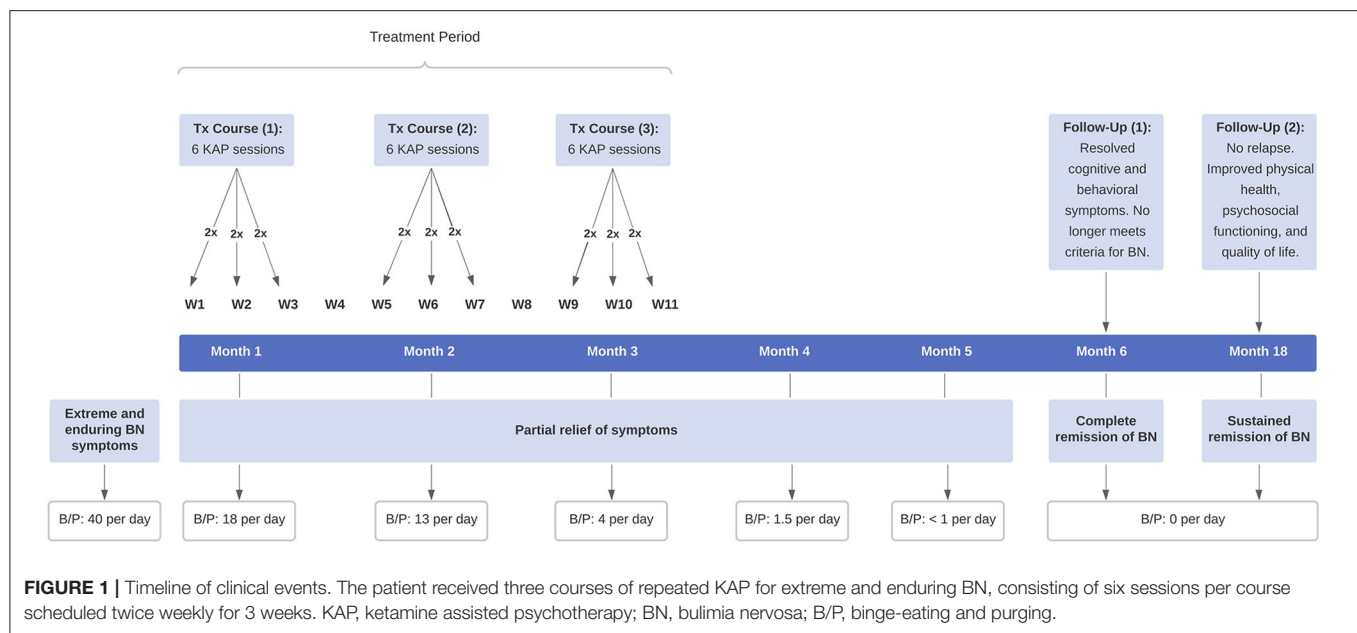 Treatment Period
Tx Course (1):
6 KAP sessions
Tx Course (2):
6 KAP sessions
Tx Course (3):
6 KAP sessions
Follow-Up (1):
Resolved
cognitive and
behavioral
symptoms. No
longer meets
criteria for BN.
Follow-Up (2):
No relapse.
Improved physical
health,
psychosocial
functioning, and
quality of life.
2x 2x 2x 2x 2x 2x 2x 2x 2x
W1 W2 W3 W4 W5 W6 W7 W8 W9 W10 W11
Month 1 Month 2 Month 3 Month 4 Month 5 Month 6 Month 18
Extreme and
enduring BN
symptoms
Partial relief of symptoms
Complete
remission of BN
Sustained
remission of BN
B/P: 40 per day B/P: 18 per day B/P: 13 per day B/P: 4 per day B/P: 1.5 per day B/P: < 1 per day B/P: 0 per day
FIGURE 1 | Timeline of clinical events. The patient received three courses of repeated KAP for extreme and enduring BN, consisting of six sessions per course
scheduled twice weekly for 3 weeks. KAP, ketamine assisted psychotherapy; BN, bulimia nervosa; B/P, binge-eating and purging.